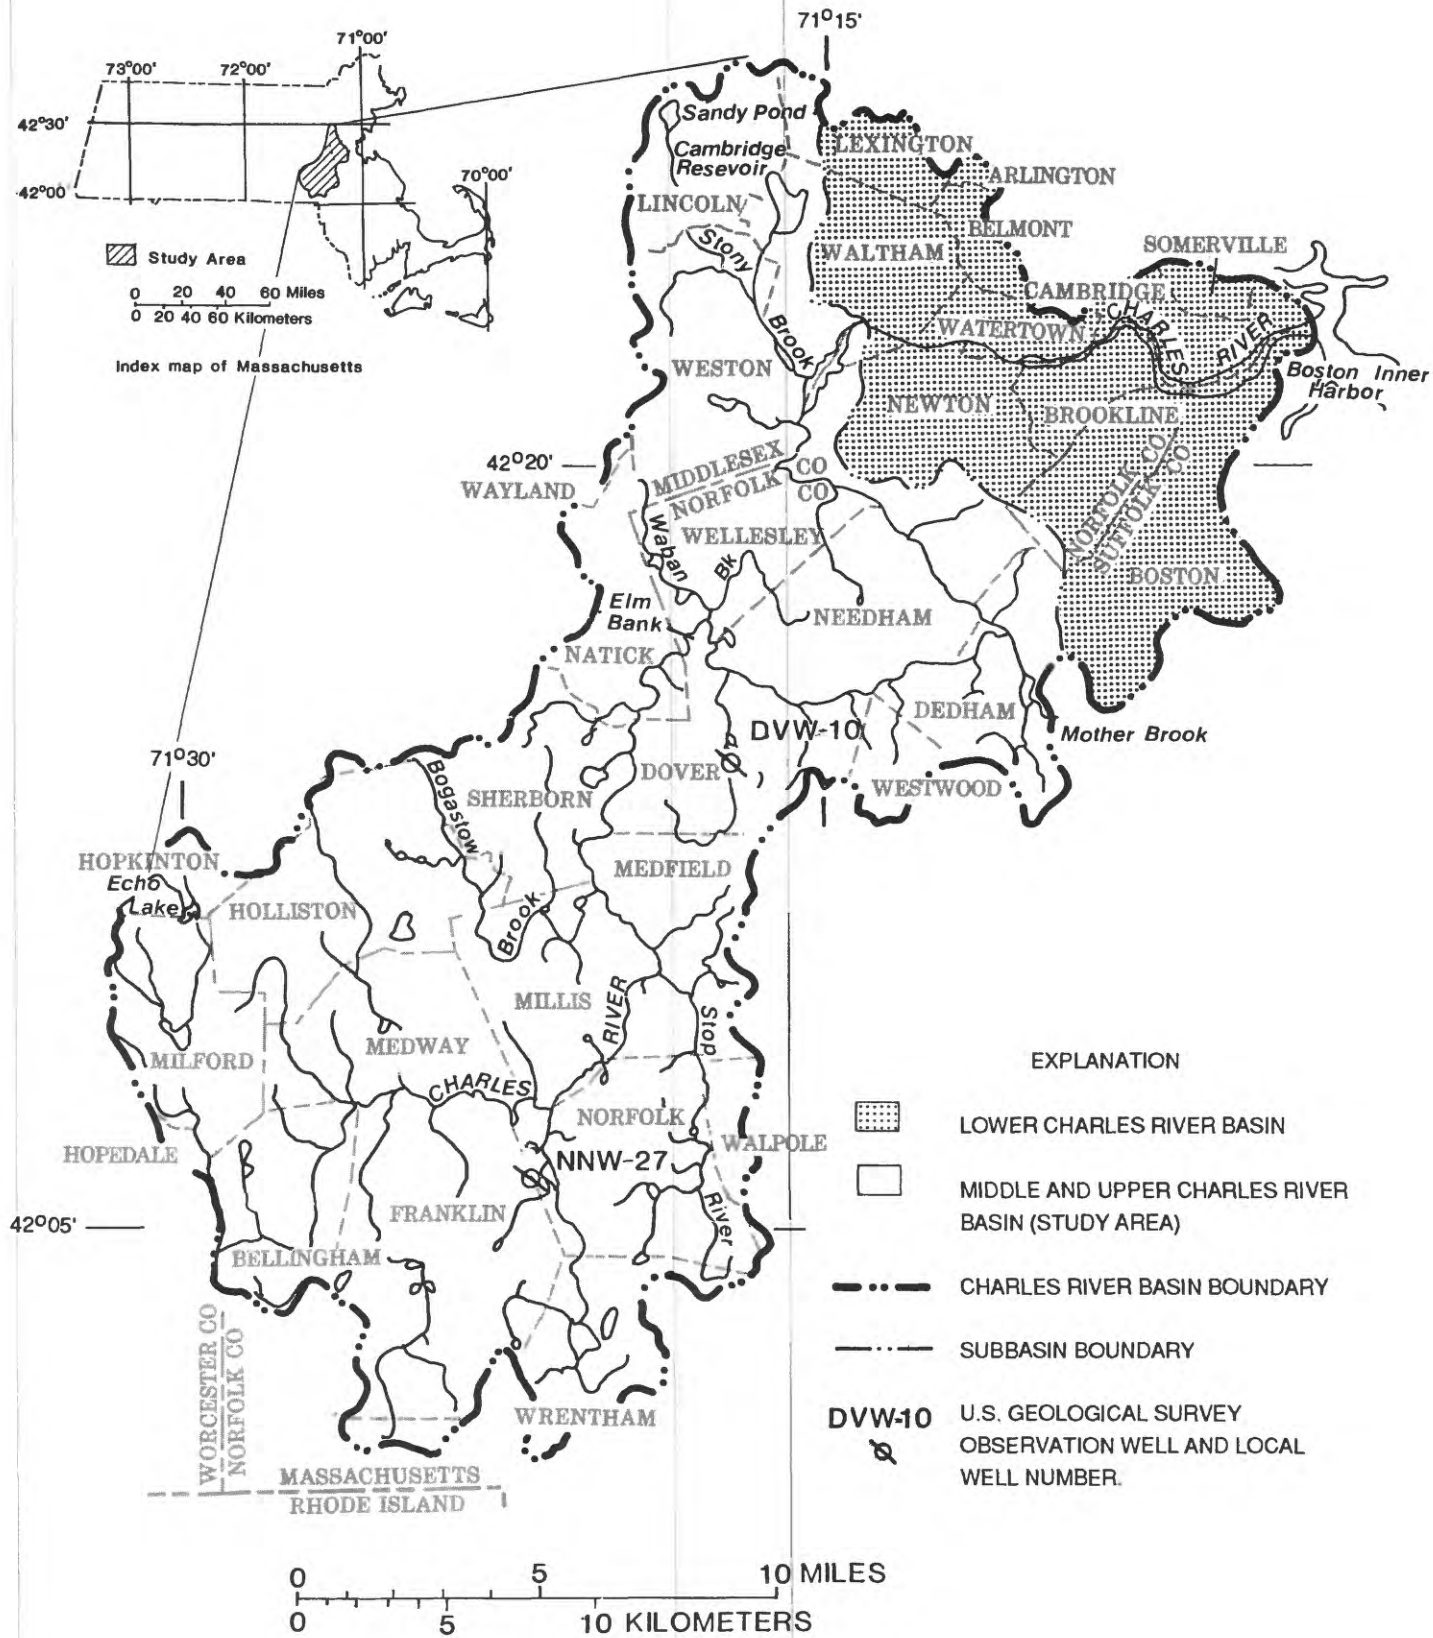 71°15'
71°00'
73°00'
72°00'
42°30'
42°00'
70°00'
Study Area
0 20 40 60 Miles
0 20 40 60 Kilometers
Index map of Massachusetts
Sandy Pond
Cambridge
Resevoir
LEXINGTON
ARLINGTON
LINCOLN
BELMONT
Stony
Brook
WALTHAM
SOMERVILLE
CAMBRIDGE
CHARLES
RIVER
WATERTOWN
WESTON
Boston Inner
Harbor
NEWTON
BROOKLINE
42°20'
WAYLAND
MIDDLESEX CO
NORFOLK CO
NORFOLK CO
SUFFOLK CO
WELLESLEY
Waban
Bk
BOSTON
Elm
Bank
NEEDHAM
NATICK
DEDHAM
DVW-10
Mother Brook
71°30'
DOVER
WESTWOOD
SHERBORN
Bogastow
Brook
MEDFIELD
HOPKINTON
Echo
Lake
HOLLISTON
MILLIS
RIVER
Stop
River
MEDWAY
MILFORD
CHARLES
NORFOLK
WALPOLE
HOPEDALE
NNW-27
FRANKLIN
42°05'
BELLINGHAM
WORCESTER CO
NORFOLK CO
WRENTHAM
MASSACHUSETTS
RHODE ISLAND
EXPLANATION
LOWER CHARLES RIVER BASIN
MIDDLE AND UPPER CHARLES RIVER
BASIN (STUDY AREA)
CHARLES RIVER BASIN BOUNDARY
SUBBASIN BOUNDARY
DVW-10
U.S. GEOLOGICAL SURVEY
OBSERVATION WELL AND LOCAL
WELL NUMBER.
0 5 10 MILES
0 5 10 KILOMETERS